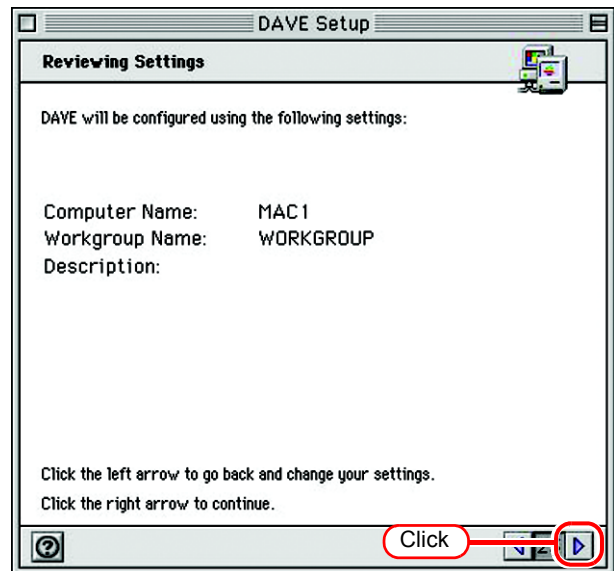 DAVE Setup
Reviewing Settings
DAVE will be configured using the following settings:
Computer Name: MAC1
Workgroup Name: WORKGROUP
Description:
Click the left arrow to go back and change your settings.
Click the right arrow to continue.
? Click